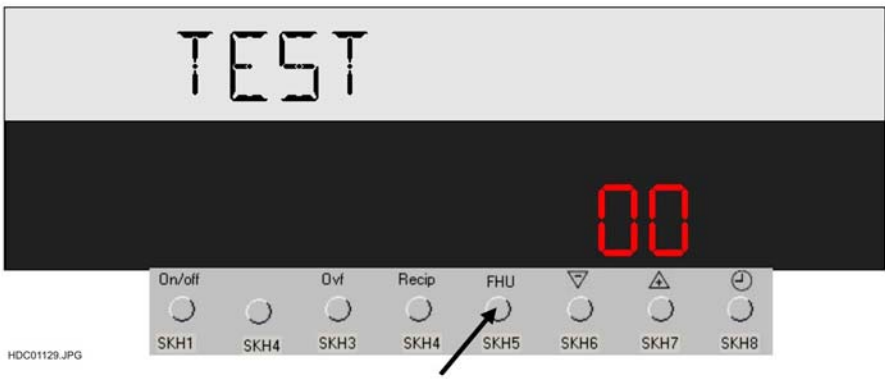 TEST
00
On/off Ovf Recip FHU
SKH1 SKH4 SKH3 SKH4 SKH5 SKH6 SKH7 SKH8
HDC01129.JPG